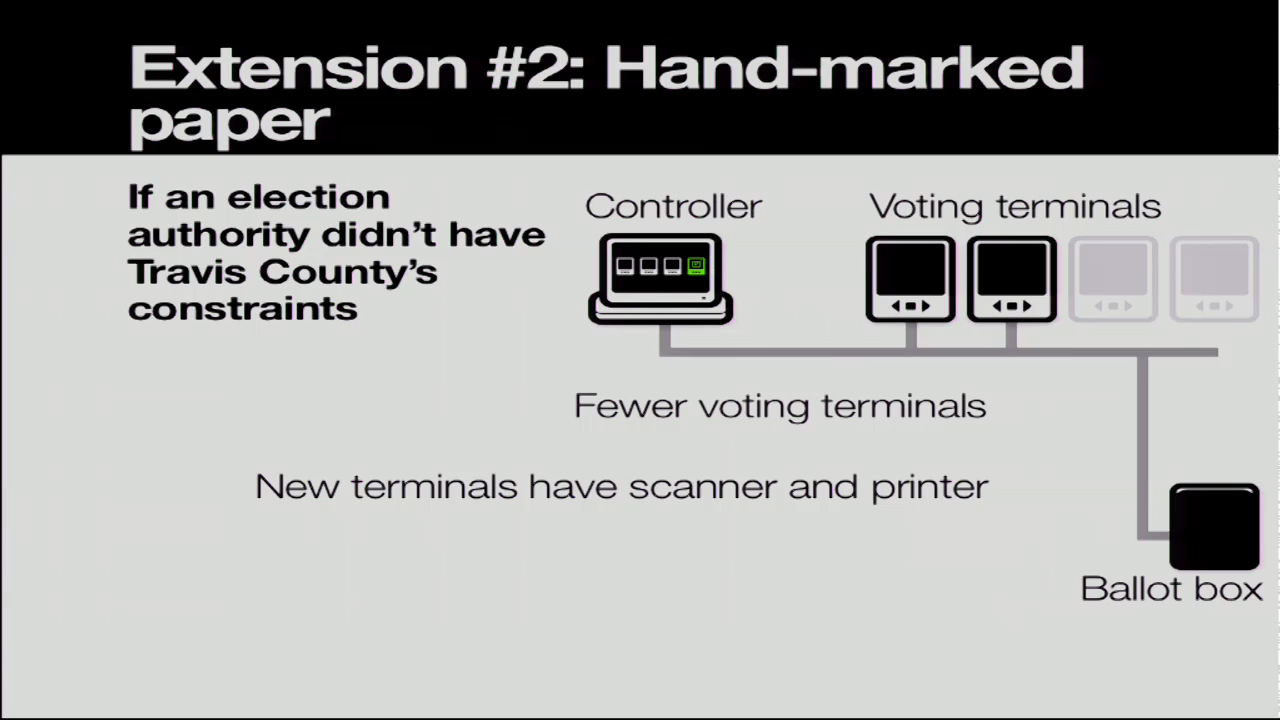 Extension #2: Hand-marked
paper
If an election
authority didn't have
Travis County's
constraints
Controller
Voting terminals
Fewer voting terminals
New terminals have scanner and printer
Ballot box